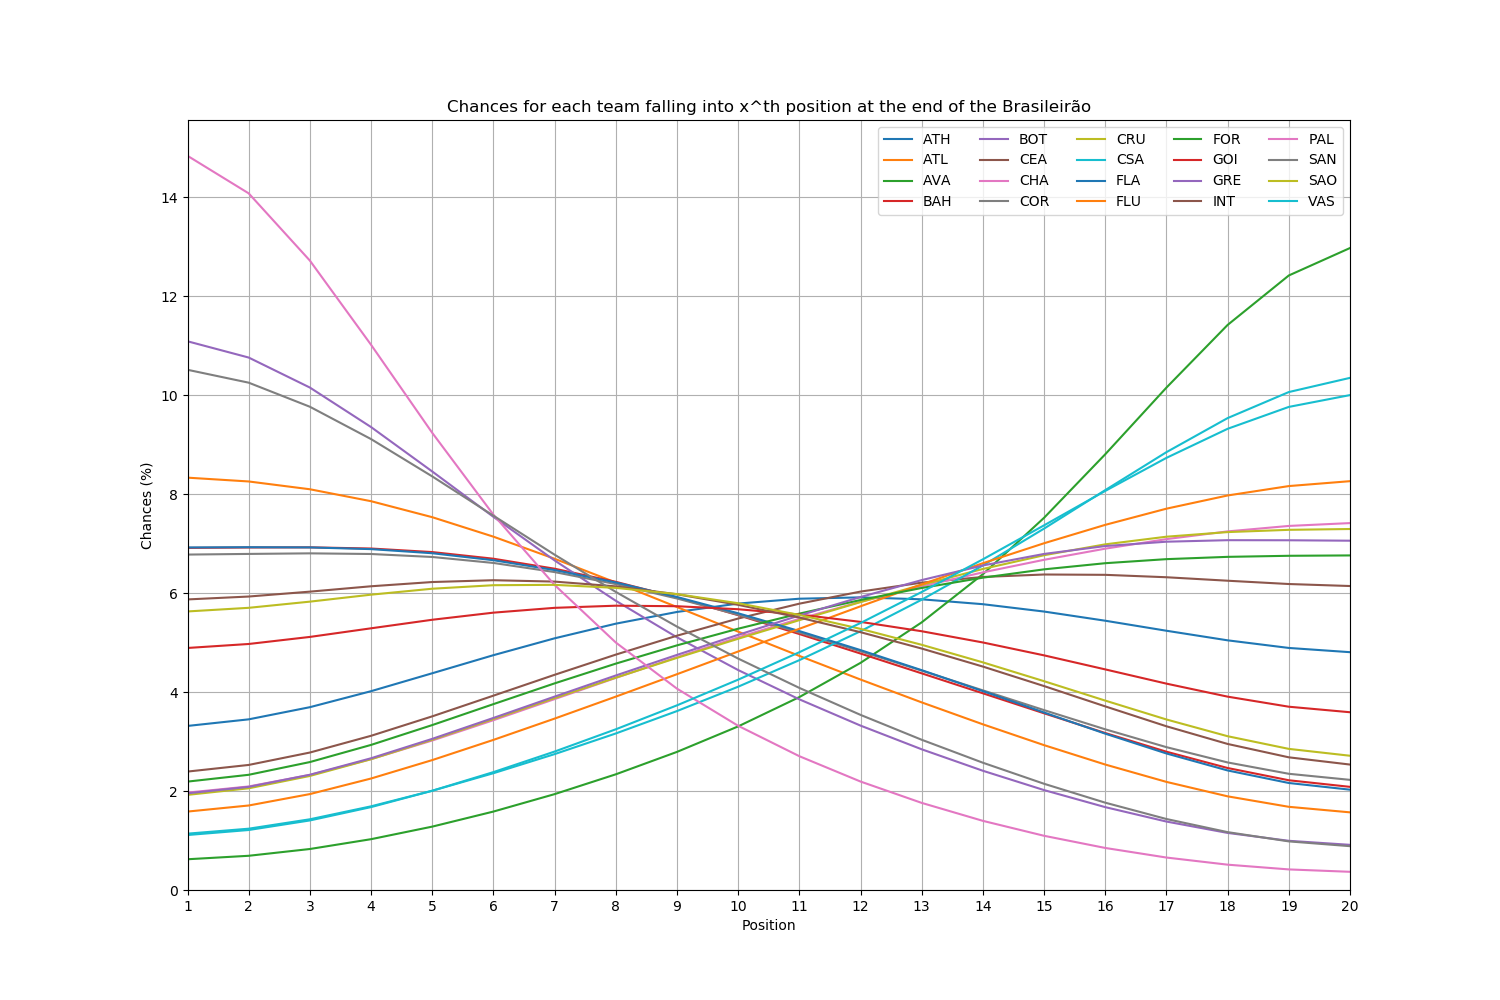 Chances for each team falling into x^th position at the end of the Brasileirão
ATH BOT CRU FOR PAL
ATL CEA CSA GOI SAN
AVA CHA FLA GRE SAO
BAH COR FLU INT VAS
14
12
10
8
6
4
2
0
Chances (%)
1 2 3 4 5 6 7 8 9 10 11 12 13 14 15 16 17 18 19 20
Position